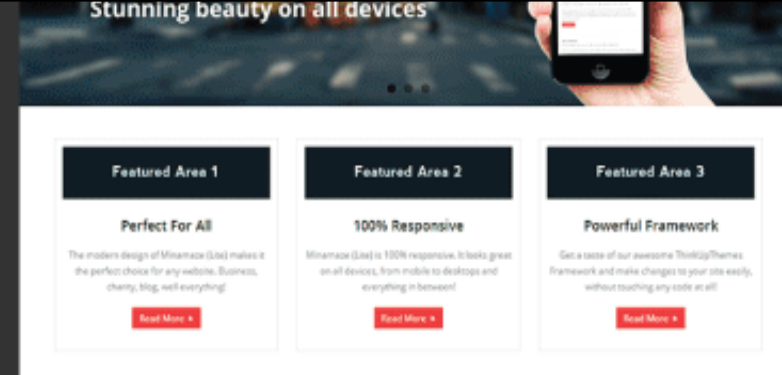 Stunning beauty on all devices
Featured Area 1
Featured Area 2
Featured Area 3
Perfect For All
100% Responsive
Powerful Framework
The modern design of Minamaze (Lite) makes it
the perfect choice for any website. Business,
charity, blog, well everything!
Minamaze (Lite) is 100% responsive. It looks great
on all devices, from mobile to desktops and
everything in between!
Get a taste of our awesome ThinkUpThemes
Framework and make changes to your site easily,
without touching any code at all!
Read More
Read More
Read More